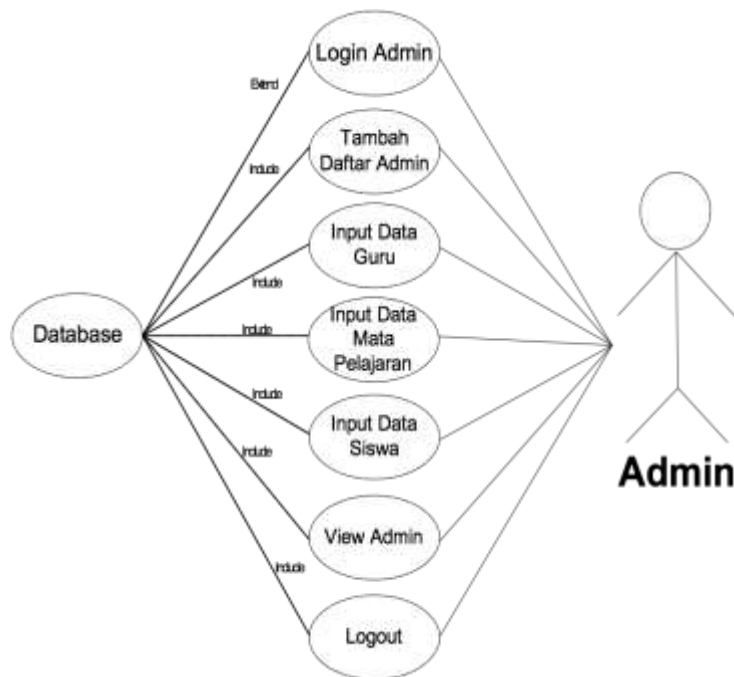 Login Admin
Extend
Tambah
Daftar Admin
Include
Input Data
Guru
Include
Database
Include
Input Data
Mata
Pelajaran
Include
Input Data
Siswa
Include
Admin
View Admin
Include
Logout